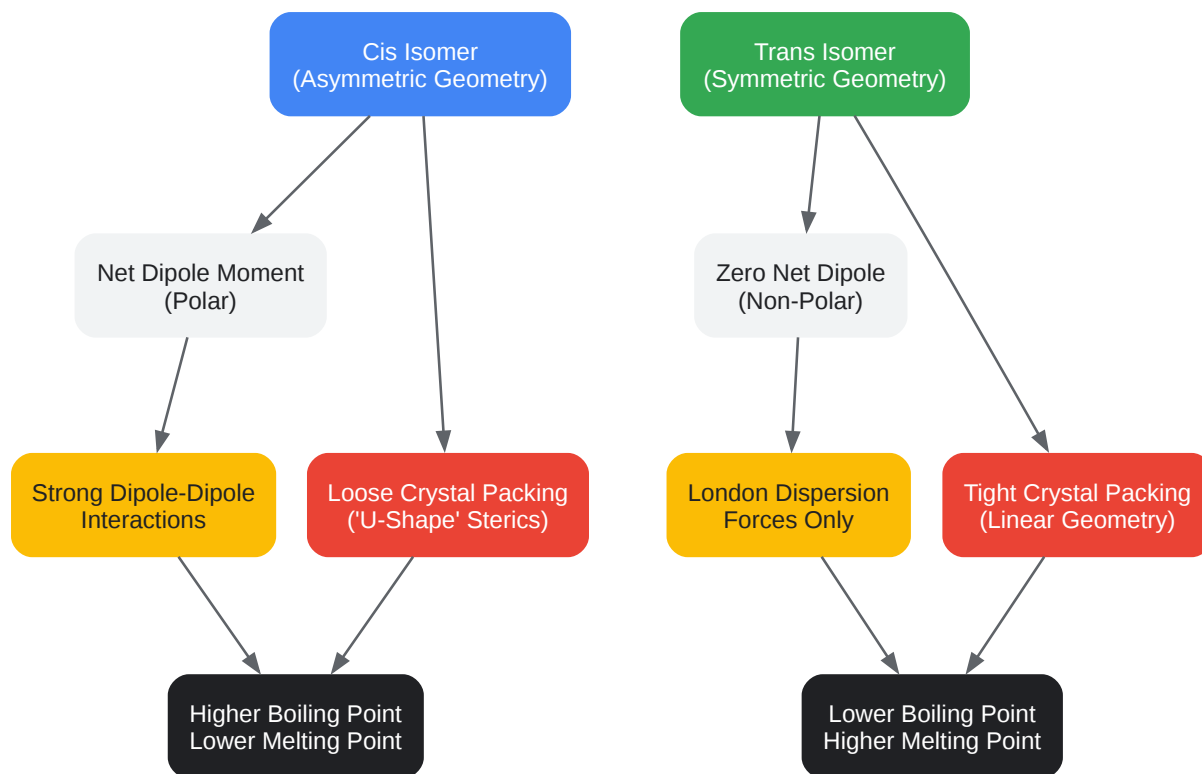 Cis Isomer
(Asymmetric Geometry)
Trans Isomer
(Symmetric Geometry)
Net Dipole Moment
(Polar)
Zero Net Dipole
(Non-Polar)
Strong Dipole-Dipole
Interactions
Loose Crystal Packing
('U-Shape' Sterics)
London Dispersion
Forces Only
Tight Crystal Packing
(Linear Geometry)
Higher Boiling Point
Lower Melting Point
Lower Boiling Point
Higher Melting Point